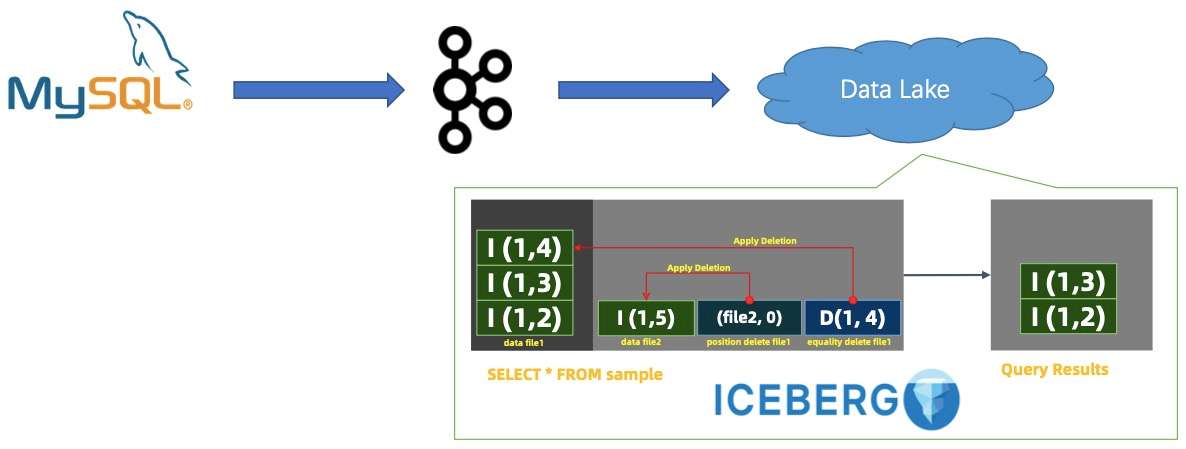 MySQL®
Data Lake
Apply Deletion
I (1,4)
Apply Deletion
I (1,3)
I (1,2)
I (1,5)
(file2, 0)
D(1, 4)
data file1
data file2
position delete file1
equality delete file1
I (1,3)
I (1,2)
SELECT * FROM sample
Query Results
ICEBERG